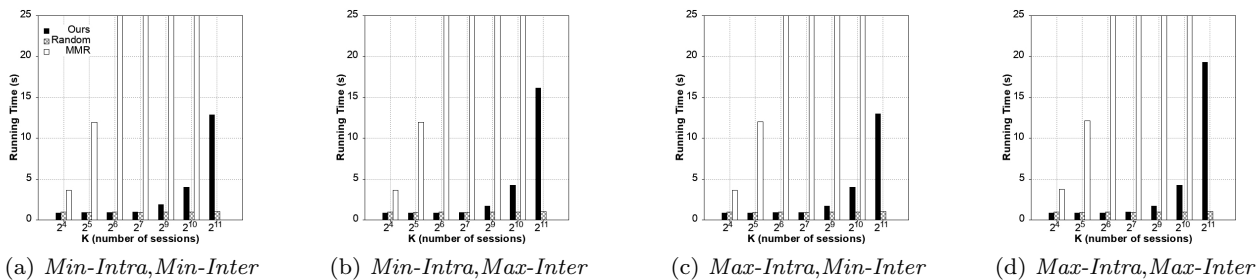 25
20
15
10
5
0
Running Time (s)
Ours
Random
MMR
2^4 2^5 2^6 2^7 2^9 2^10 2^11
K (number of sessions)
(a) Min-Intra,Min-Inter
25
20
15
10
5
0
Running Time (s)
2^4 2^5 2^6 2^7 2^9 2^10 2^11
K (number of sessions)
(b) Min-Intra,Max-Inter
25
20
15
10
5
0
Running Time (s)
2^4 2^5 2^6 2^7 2^9 2^10 2^11
K (number of sessions)
(c) Max-Intra,Min-Inter
25
20
15
10
5
0
Running Time (s)
2^4 2^5 2^6 2^7 2^9 2^10 2^11
K (number of sessions)
(d) Max-Intra,Max-Inter